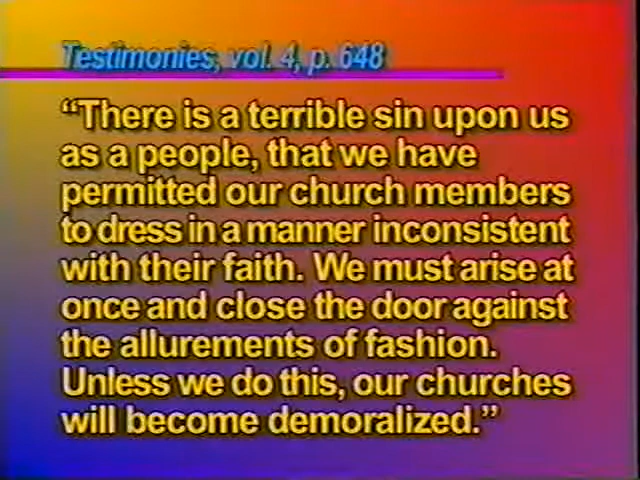 Testimonies, vol. 4, p. 648
“There is a terrible sin upon us
as a people, that we have
permitted our church members
to dress in a manner inconsistent
with their faith. We must arise at
once and close the door against
the allurements of fashion.
Unless we do this, our churches
will become demoralized.”